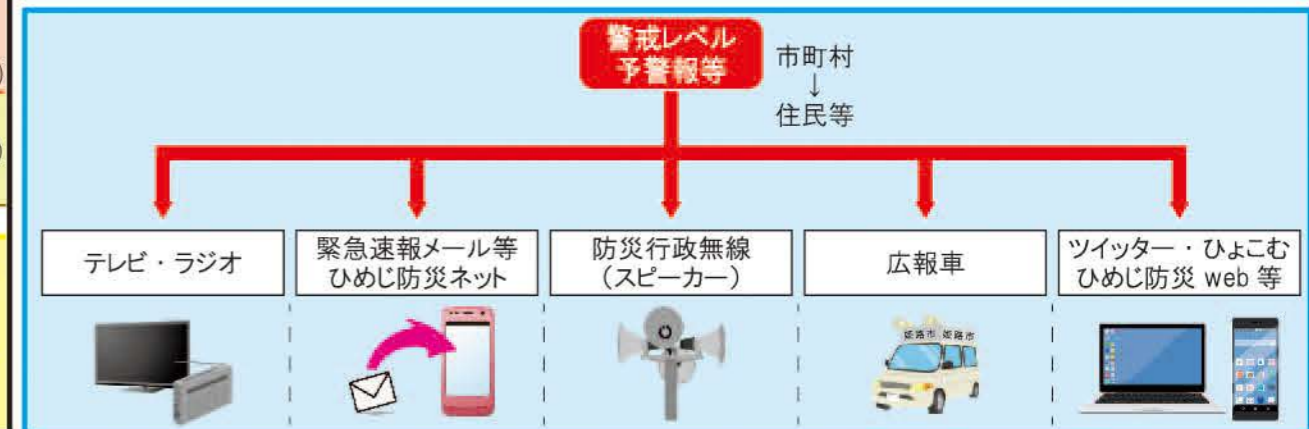 警戒レベル
予警報等
市町村
↓
住民等
テレビ・ラジオ
緊急速報メール等
ひめじ防災ネット
防災行政無線
（スピーカー）
広報車
ツイッター・ひょこむ
ひめじ防災 web 等
姫路市 姫路市